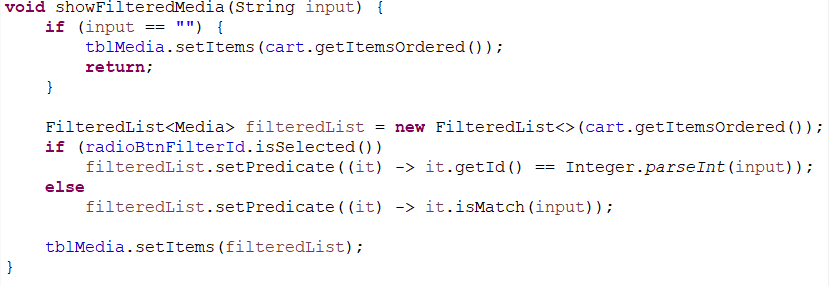 void showFilteredMedia(String input) {
    if (input == "") {
        tblMedia.setItems(cart.getItemsOrdered());
        return;
    }

    FilteredList<Media> filteredList = new FilteredList<>(cart.getItemsOrdered());
    if (radioBtnFilterId.isSelected())
        filteredList.setPredicate((it) -> it.getId() == Integer.parseInt(input));
    else
        filteredList.setPredicate((it) -> it.isMatch(input));

    tblMedia.setItems(filteredList);
}